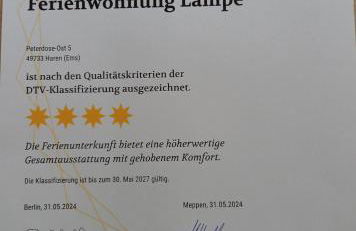 Ferienwohnung Lampe
Peterdose-Ost 5
49733 Haren (Ems)
ist nach den Qualitätskriterien der
DTV-Klassifizierung ausgezeichnet.
Die Ferienunterkunft bietet eine höherwertige
Gesamtausstattung mit gehobenem Komfort.
Die Klassifizierung ist bis zum 30. Mai 2027 gültig.
Berlin, 31.05.2024
Meppen, 31.05.2024